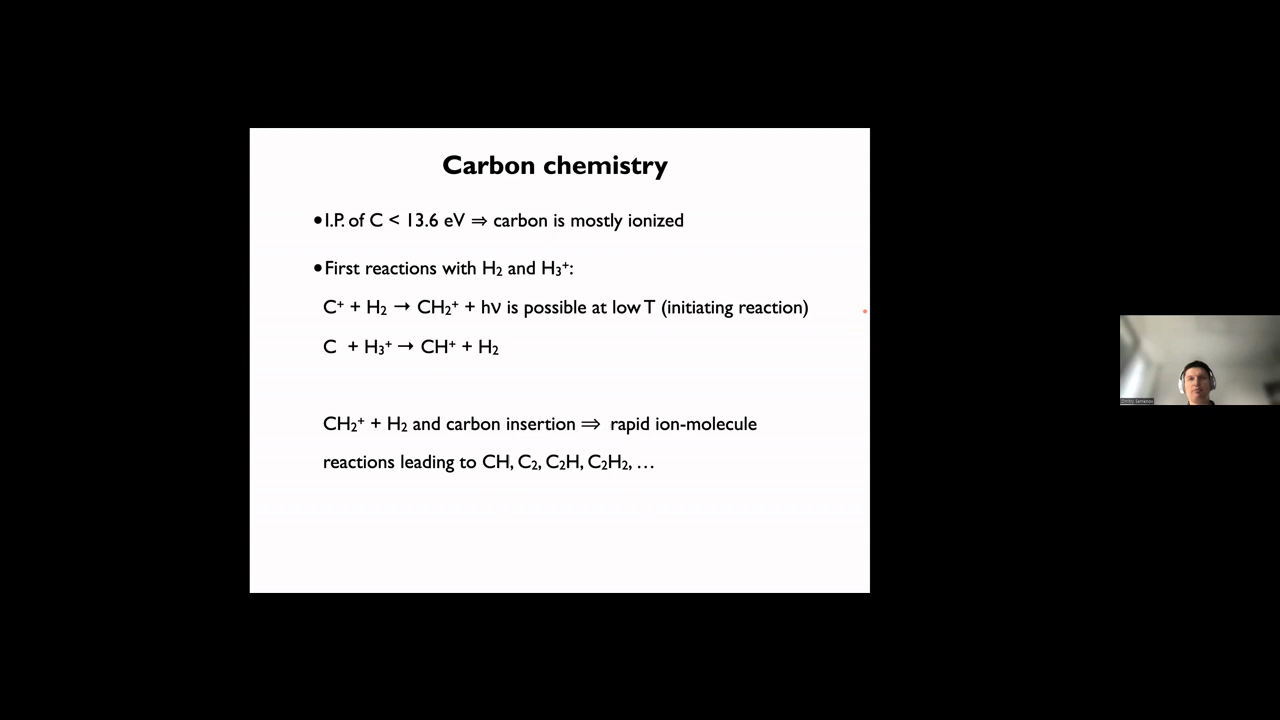 Carbon chemistry
•I.P. of C < 13.6 eV ⇒ carbon is mostly ionized
•First reactions with H₂ and H₃⁺:
C⁺ + H₂ → CH₂⁺ + hν is possible at low T (initiating reaction)
C + H₃⁺ → CH⁺ + H₂
CH₂⁺ + H₂ and carbon insertion ⇒ rapid ion-molecule
reactions leading to CH, C₂, C₂H, C₂H₂, …
Dmitry Semenov